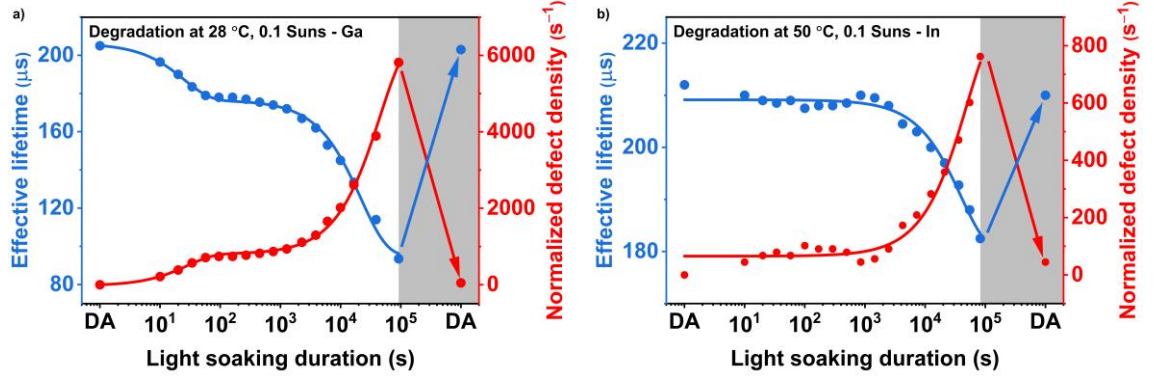 a)
Degradation at 28 °C, 0.1 Suns - Ga
Effective lifetime (μs)
200
160
120
80
Normalized defect density (s⁻¹)
6000
4000
2000
0
DA 10¹ 10² 10³ 10⁴ 10⁵ DA
Light soaking duration (s)
b)
Degradation at 50 °C, 0.1 Suns - In
Effective lifetime (μs)
220
200
180
Normalized defect density (s⁻¹)
800
600
400
200
0
DA 10¹ 10² 10³ 10⁴ 10⁵ DA
Light soaking duration (s)